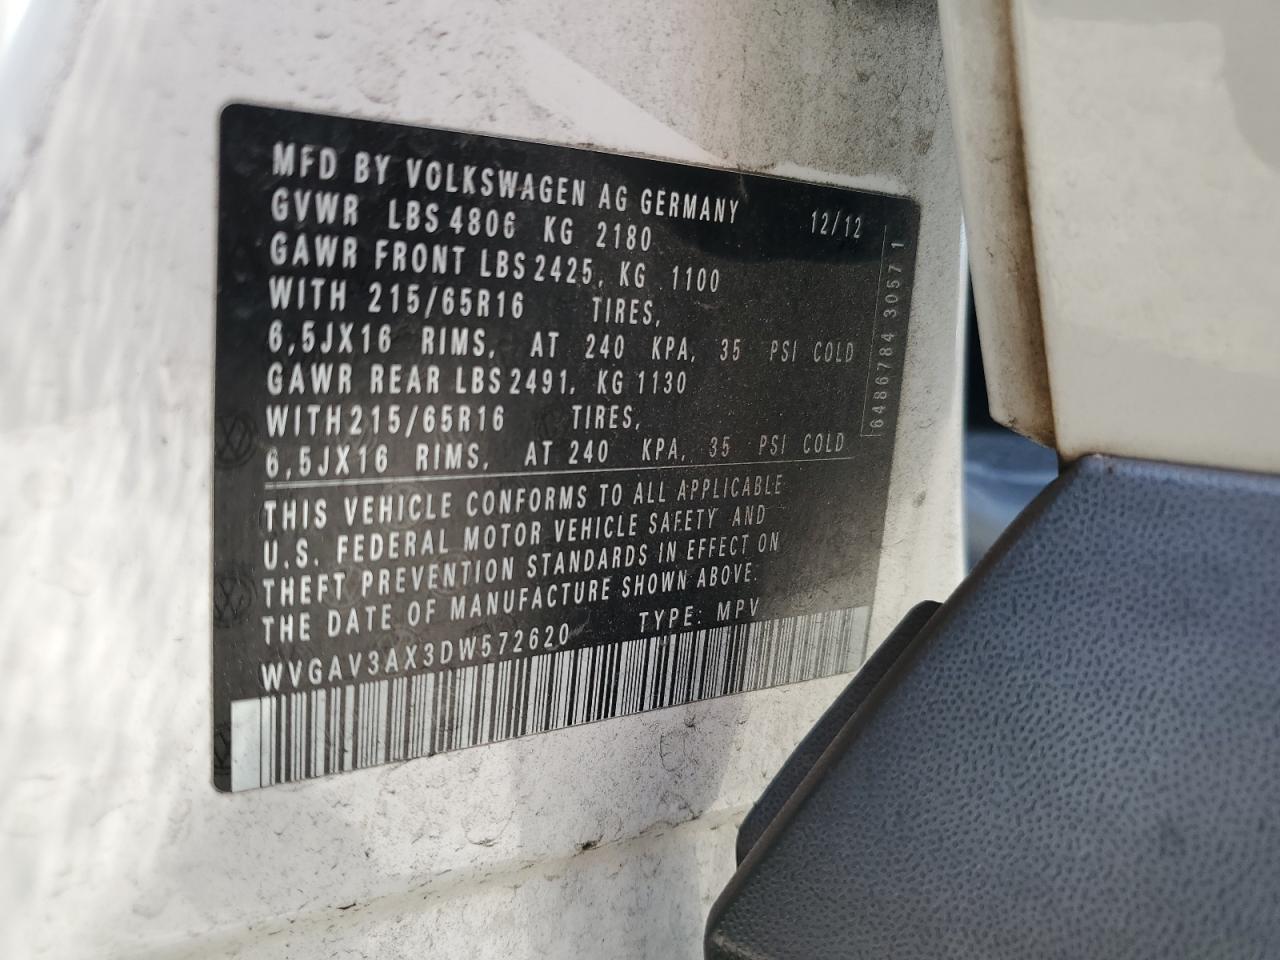 MFD BY VOLKSWAGEN AG GERMANY 12/12
GVWR LBS 4806 KG 2180
GAWR FRONT LBS 2425, KG 1100
WITH 215/65R16 TIRES,
6,5JX16 RIMS, AT 240 KPA, 35 PSI COLD
GAWR REAR LBS 2491, KG 1130
WITH 215/65R16 TIRES,
6,5JX16 RIMS, AT 240 KPA, 35 PSI COLD
THIS VEHICLE CONFORMS TO ALL APPLICABLE
U.S. FEDERAL MOTOR VEHICLE SAFETY AND
THEFT PREVENTION STANDARDS IN EFFECT ON
THE DATE OF MANUFACTURE SHOWN ABOVE.
WVGAV3AX3DW572620 TYPE: MPV
6486784 30571